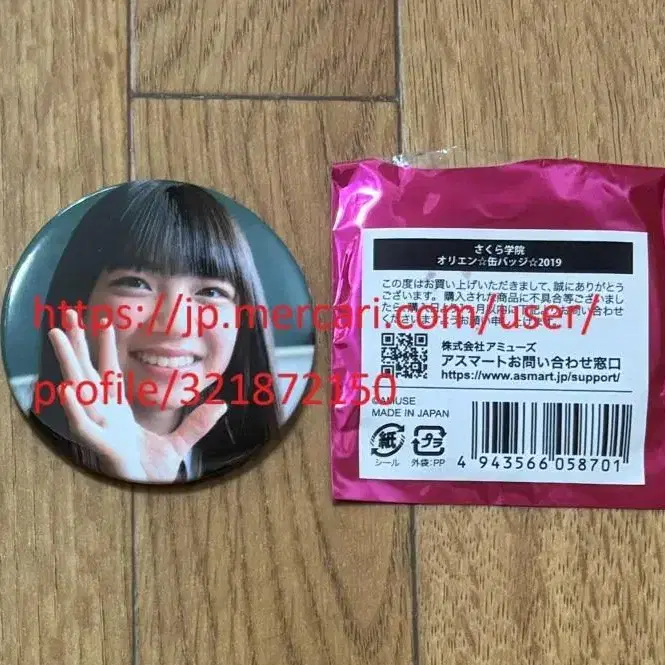 https://jp.mercari.com/user/
profile/321872150
さくら学院
オリエン☆缶バッジ☆2019
この度はお買い上げいただきまして、誠にありがとう
ございます。購入された商品に不具合等ございまし
株式会社アミューズ
アスマートお問い合わせ窓口
https://www.asmart.jp/support/
©AMUSE
MADE IN JAPAN
紙
シール
プラ
外袋:PP
4 943566 058701